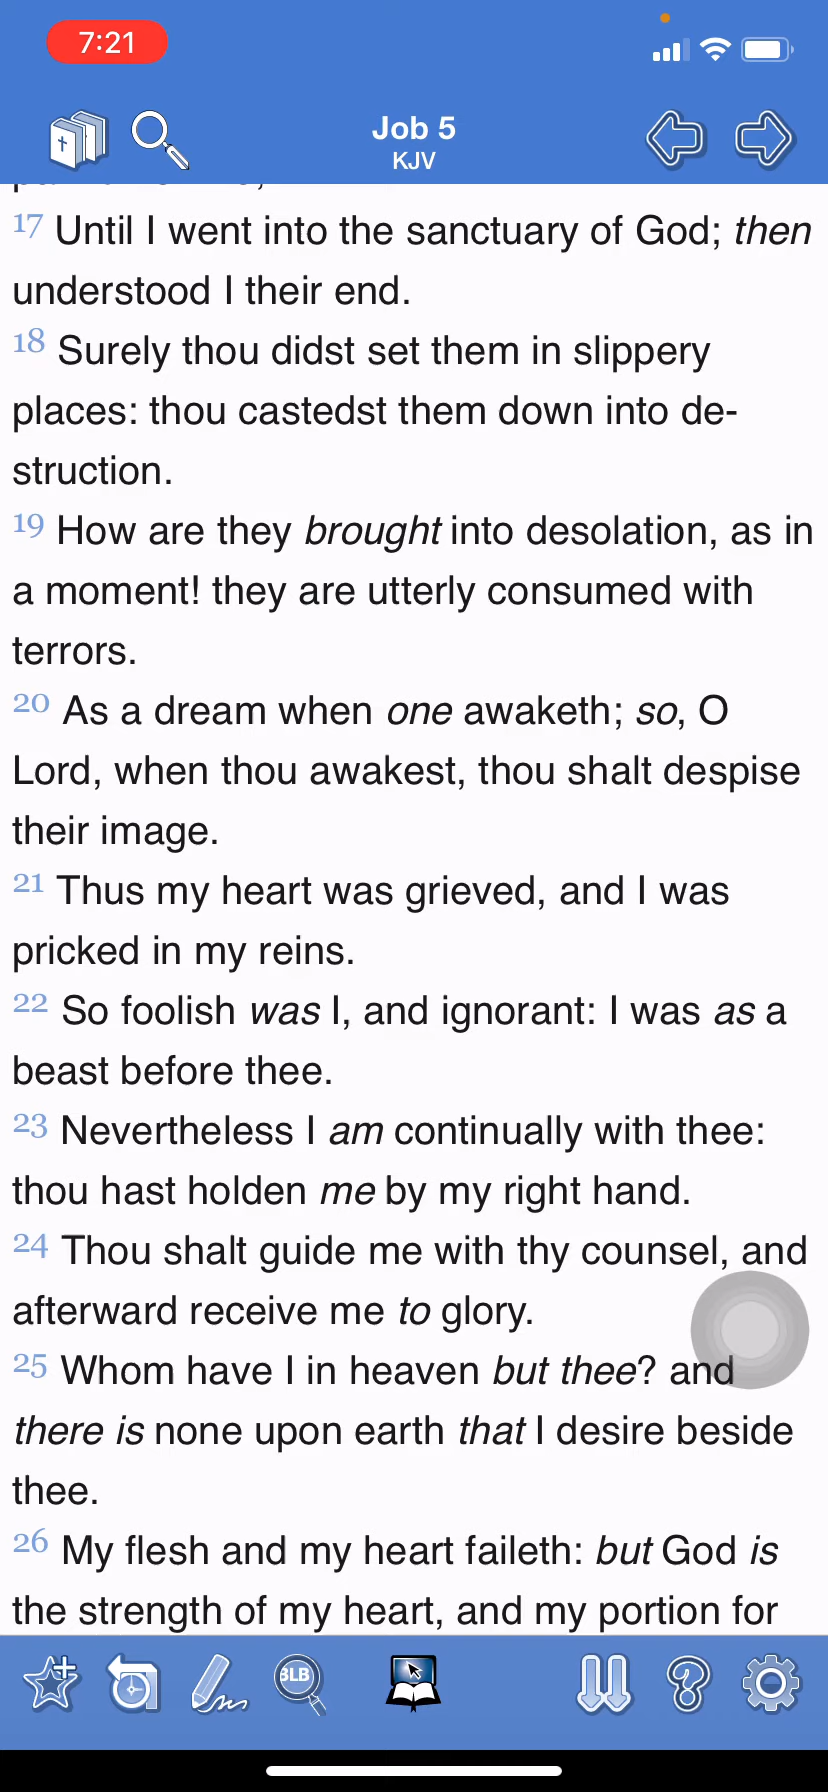 7:21
Job 5
KJV
17 Until I went into the sanctuary of God; then
understood I their end.
18 Surely thou didst set them in slippery
places: thou castedst them down into de-
struction.
19 How are they brought into desolation, as in
a moment! they are utterly consumed with
terrors.
20 As a dream when one awaketh; so, O
Lord, when thou awakest, thou shalt despise
their image.
21 Thus my heart was grieved, and I was
pricked in my reins.
22 So foolish was I, and ignorant: I was as a
beast before thee.
23 Nevertheless I am continually with thee:
thou hast holden me by my right hand.
24 Thou shalt guide me with thy counsel, and
afterward receive me to glory.
25 Whom have I in heaven but thee? and
there is none upon earth that I desire beside
thee.
26 My flesh and my heart faileth: but God is
the strength of my heart, and my portion for
BLB